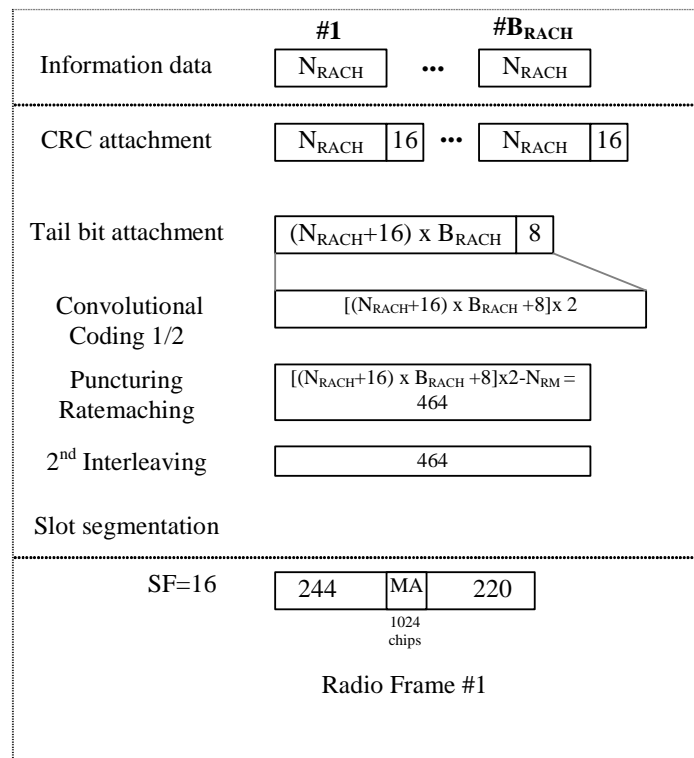 #1 #B_RACH
Information data N_RACH ••• N_RACH
CRC attachment N_RACH 16 ••• N_RACH 16
Tail bit attachment (N_RACH+16) x B_RACH 8
Convolutional
Coding 1/2
[(N_RACH+16) x B_RACH +8]x 2
Puncturing
Ratemaching
[(N_RACH+16) x B_RACH +8]x2-N_RM =
464
2nd Interleaving 464
Slot segmentation
SF=16 244 MA 220
1024
chips
Radio Frame #1